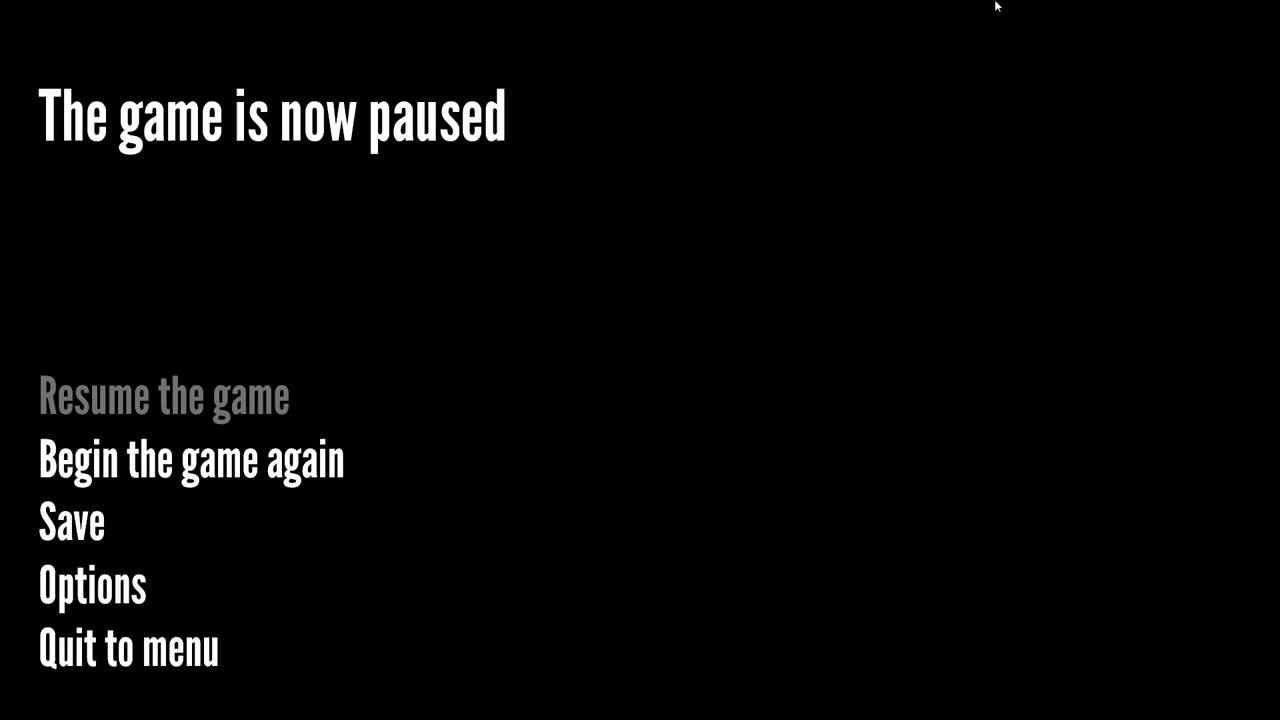 The game is now paused
Resume the game
Begin the game again
Save
Options
Quit to menu